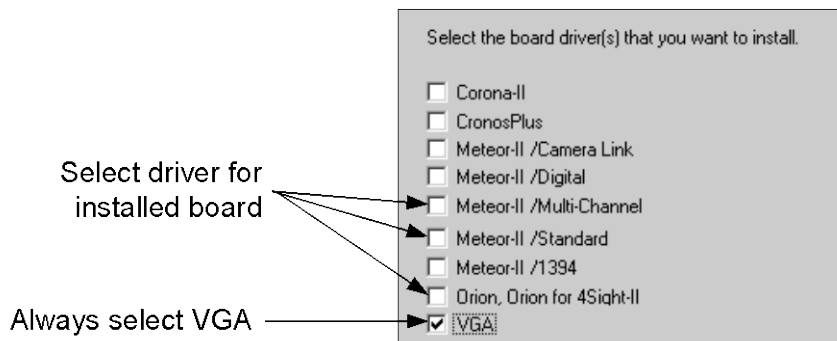 Select the board driver(s) that you want to install.
Corona-II
CronosPlus
Meteor-II /Camera Link
Meteor-II /Digital
Select driver for
installed board
Meteor-II /Multi-Channel
Meteor-II /Standard
Meteor-II /1394
Orion, Orion for 4Sight-II
Always select VGA
VGA